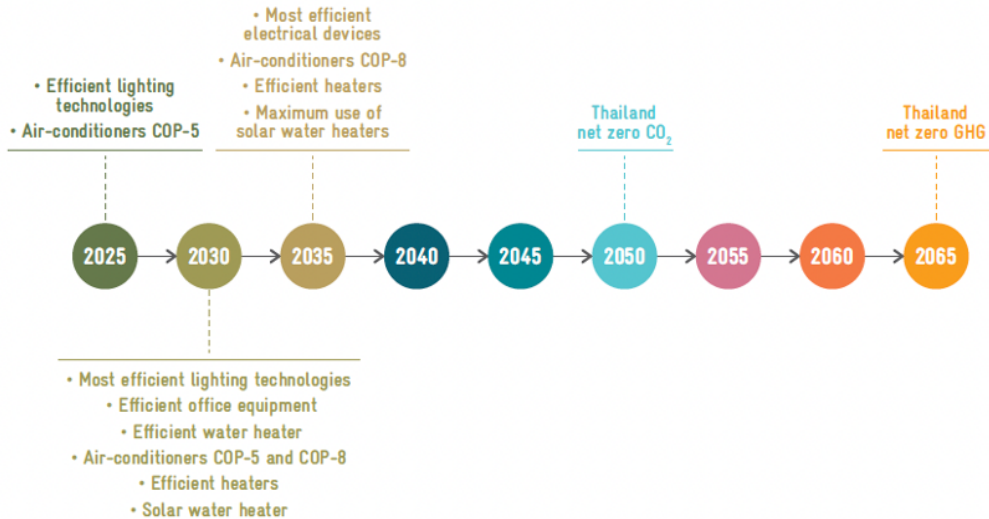 • Efficient lighting
technologies
• Air-conditioners COP-5
• Most efficient
electrical devices
• Air-conditioners COP-8
• Efficient heaters
• Maximum use of
solar water heaters
Thailand
net zero CO₂
Thailand
net zero GHG
2025
2030
2035
2040
2045
2050
2055
2060
2065
• Most efficient lighting technologies
• Efficient office equipment
• Efficient water heater
• Air-conditioners COP-5 and COP-8
• Efficient heaters
• Solar water heater